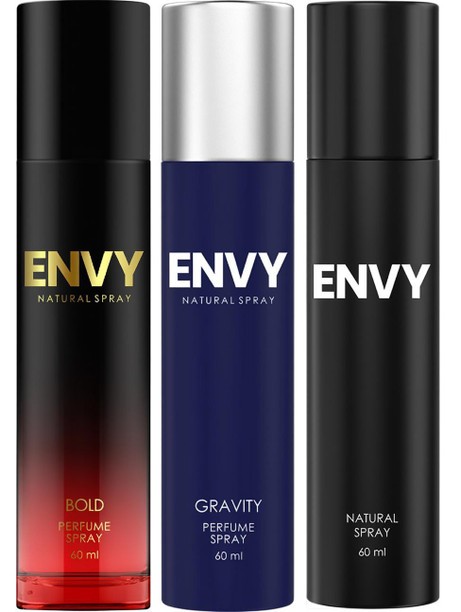 ENVY
NATURAL SPRAY
BOLD
PERFUME
SPRAY
60 ml
ENVY
NATURAL SPRAY
GRAVITY
PERFUME
SPRAY
60 ml
ENVY
NATURAL
SPRAY
60 ml